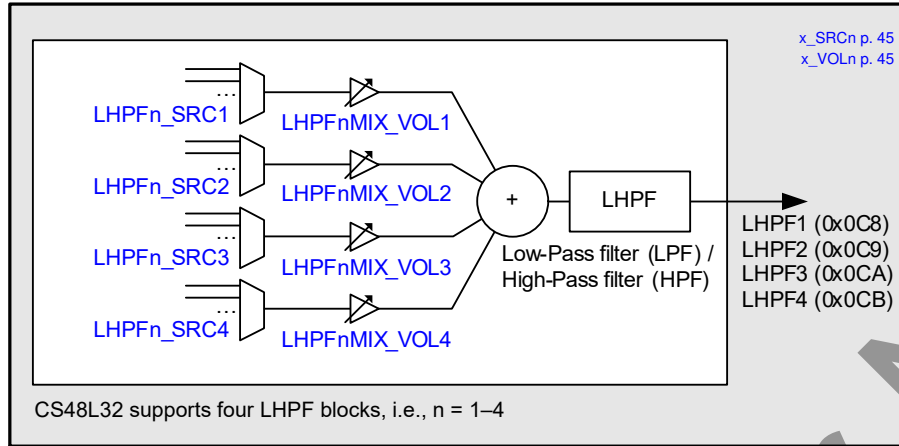 x_SRCn p. 45
x_VOLn p. 45
...
LHPFn_SRC1
LHPFnMIX_VOL1
...
LHPFn_SRC2
LHPFnMIX_VOL2
...
LHPFn_SRC3
LHPFnMIX_VOL3
...
LHPFn_SRC4
LHPFnMIX_VOL4
+
LHPF
Low-Pass filter (LPF) /
High-Pass filter (HPF)
LHPF1 (0x0C8)
LHPF2 (0x0C9)
LHPF3 (0x0CA)
LHPF4 (0x0CB)
CS48L32 supports four LHPF blocks, i.e., n = 1–4